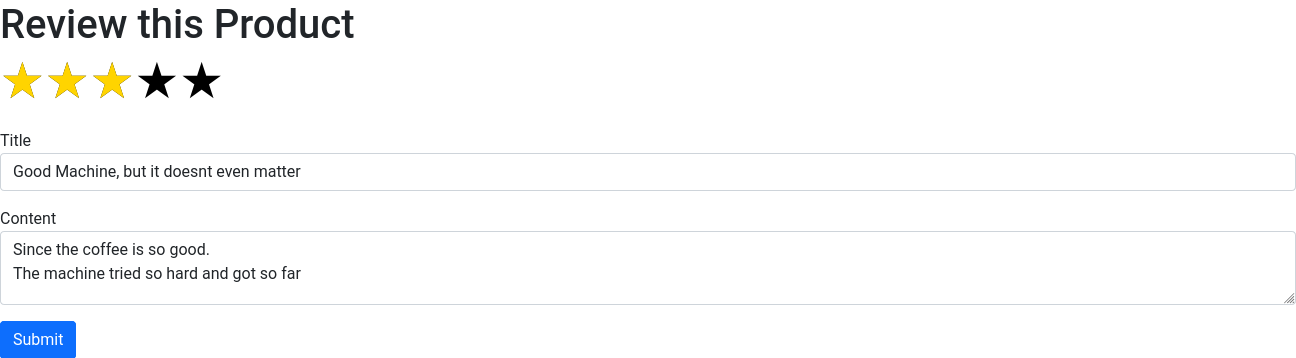 Review this Product
Title
Good Machine, but it doesnt even matter
Content
Since the coffee is so good.
The machine tried so hard and got so far
Submit